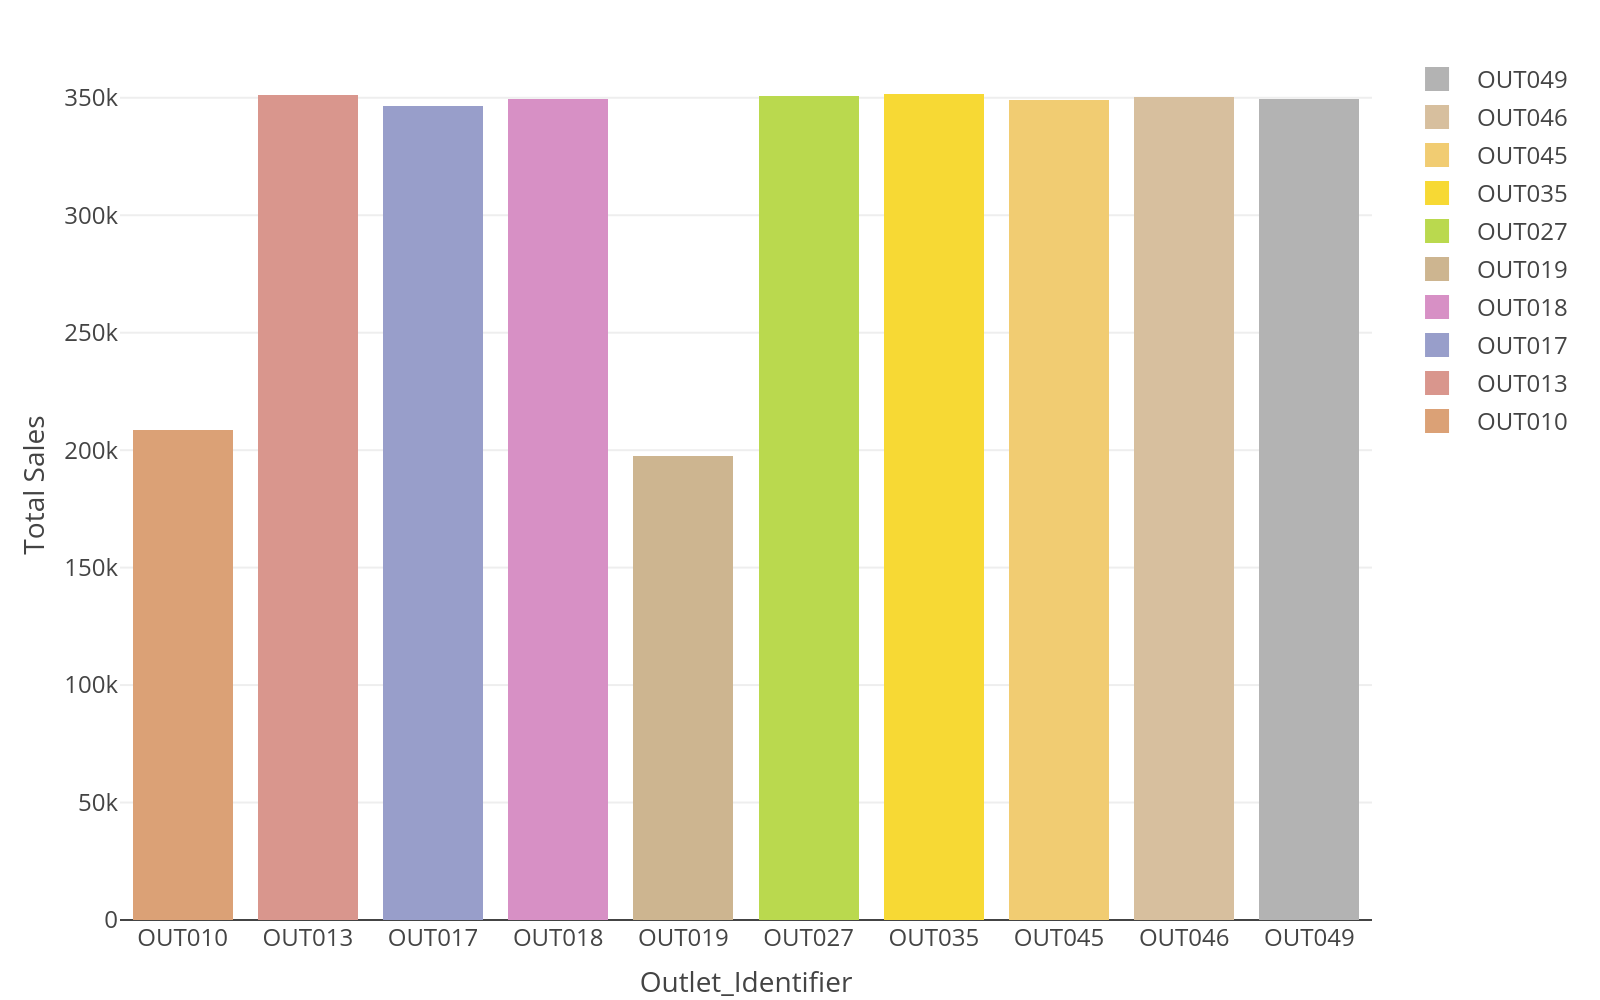 350k
300k
250k
200k
150k
100k
50k
0
Total Sales
OUT010 OUT013 OUT017 OUT018 OUT019 OUT027 OUT035 OUT045 OUT046 OUT049
Outlet_Identifier
OUT049
OUT046
OUT045
OUT035
OUT027
OUT019
OUT018
OUT017
OUT013
OUT010